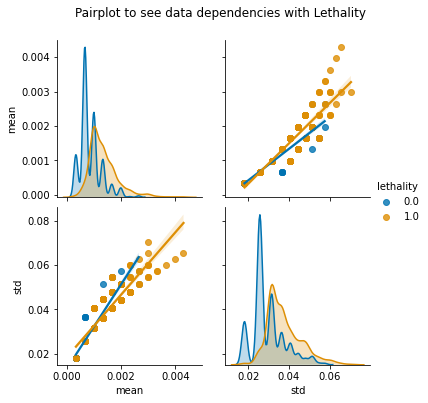 Pairplot to see data dependencies with Lethality
0.004
0.003
0.002
0.001
0.000
mean
lethality
0.0
1.0
0.08
0.06
0.04
0.02
std
0.000 0.002 0.004
mean
0.02 0.04 0.06
std